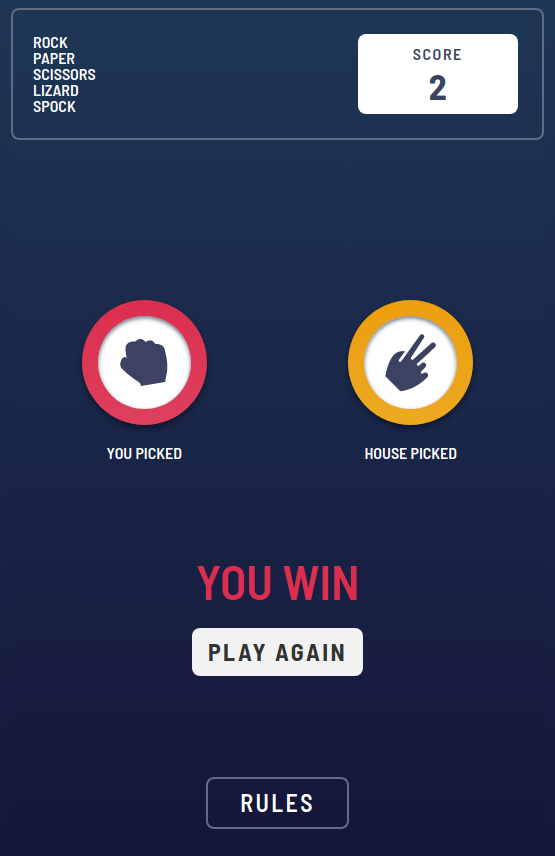 ROCK
PAPER
SCISSORS
LIZARD
SPOCK
SCORE
2
YOU PICKED
HOUSE PICKED
YOU WIN
PLAY AGAIN
RULES